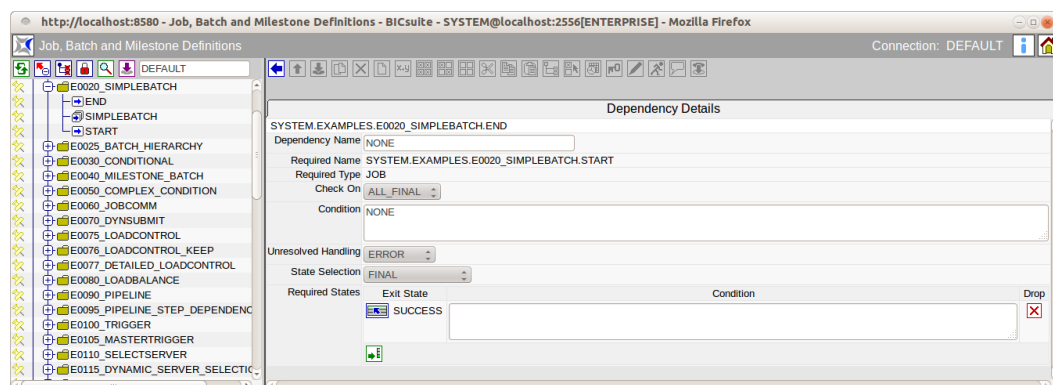 http://localhost:8580 - Job, Batch and Milestone Definitions - BICsuite - SYSTEM@localhost:2556[ENTERPRISE] - Mozilla Firefox
Job, Batch and Milestone Definitions
Connection: DEFAULT
DEFAULT
E0020_SIMPLEBATCH
END
SIMPLEBATCH
START
E0025_BATCH_HIERARCHY
E0030_CONDITIONAL
E0040_MILESTONE_BATCH
E0050_COMPLEX_CONDITION
E0060_JOBCOMM
E0070_DYNSUBMIT
E0075_LOADCONTROL
E0076_LOADCONTROL_KEEP
E0077_DETAILED_LOADCONTROL
E0080_LOADBALANCE
E0090_PIPELINE
E0095_PIPELINE_STEP_DEPENDENC
E0100_TRIGGER
E0105_MASTERTRIGGER
E0110_SELECTSERVER
E0115_DYNAMIC_SERVER_SELECTIC
Dependency Details
SYSTEM.EXAMPLES.E0020_SIMPLEBATCH.END
Dependency Name NONE
Required Name SYSTEM.EXAMPLES.E0020_SIMPLEBATCH.START
Required Type JOB
Check On ALL_FINAL
Condition NONE
Unresolved Handling ERROR
State Selection FINAL
Required States Exit State Condition Drop
SUCCESS